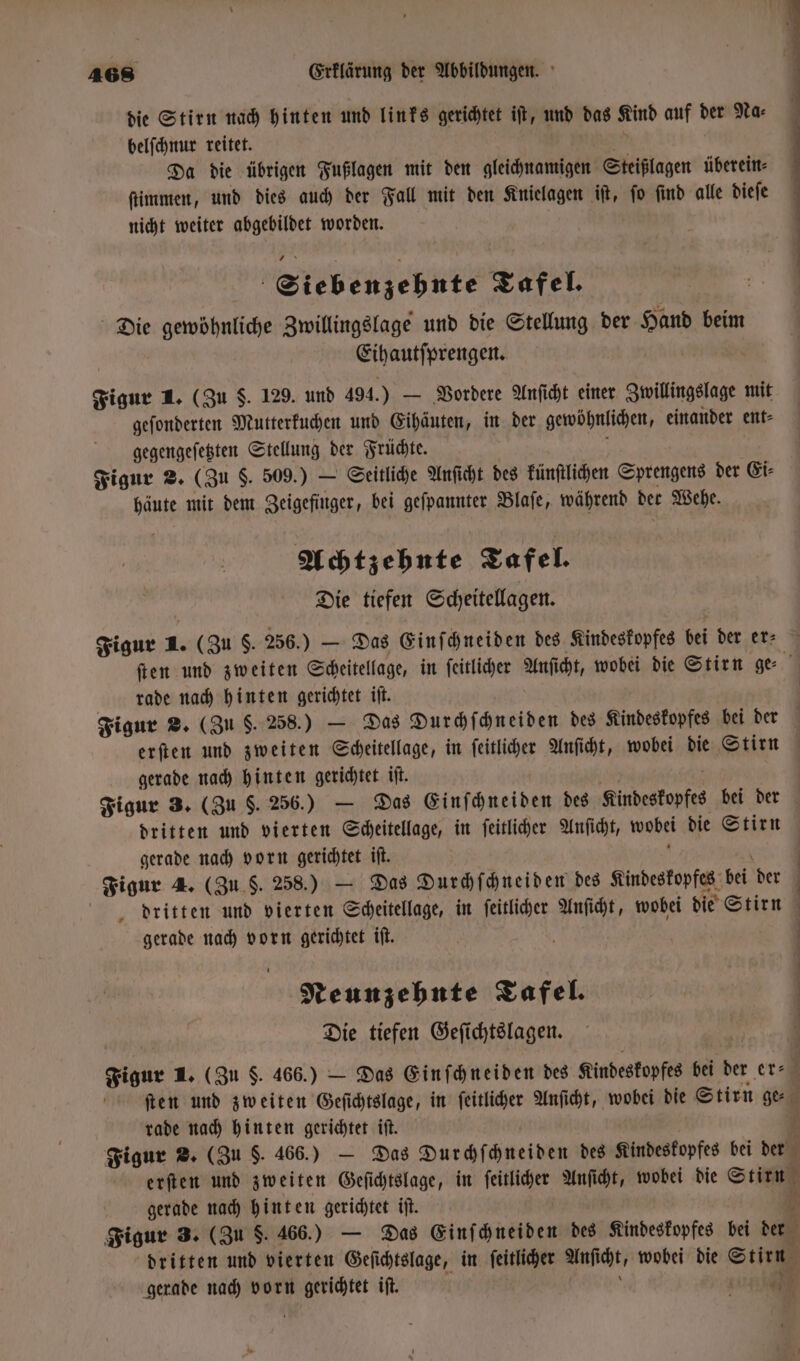 468 Erklärung der Abbildungen.
die Stirn nach hinten und links gerichtet iſt, und das Kind auf der Na-
belſchnur reitet.
Da die übrigen Fußlagen mit den gleichnamigen Steißlagen überein-
ſtimmen, und dies auch der Fall mit den Knielagen iſt, ſo ſind alle dieſe
nicht weiter abgebildet worden.
Siebenzehnte Tafel.
Die gewöhnliche Zwillingslage und die Stellung der Hand beim
Eihautſprengen.
Figur 1. (Zu §. 129. und 494.) — Vordere Anſicht einer Zwillingslage mit
geſonderten Mutterkuchen und Eihäuten, in der gewöhnlichen, einander ent-
gegengeſetzten Stellung der Früchte.
Figur 2. (Zu §. 509.) — Seitliche Anſicht des künſtlichen Sprengens der Ei-
häute mit dem Zeigefinger, bei geſpannter Blaſe, während der Wehe.
Achtzehnte Tafel.
Die tiefen Scheitellagen.
Figur 1. (Zu §. 256.) — Das Einſchneiden des Kindeskopfes bei der er-
ſten und zweiten Scheitellage, in ſeitlicher Anſicht, wobei die Stirn ge-
rade nach hinten gerichtet iſt.
Figur 2. (Zu §. 258.) — Das Durchſchneiden des Kindeskopfes bei der
erſten und zweiten Scheitellage, in ſeitlicher Anſicht, wobei die Stirn
gerade nach hinten gerichtet iſt.
Figur 3. (Zu §. 256.) — Das Einſchneiden des Kindeskopfes bei der
dritten und vierten Scheitellage, in ſeitlicher Anſicht, wobei die Stirn
gerade nach vorn gerichtet iſt.
Figur 4. (Zu §. 258.) — Das Durchſchneiden des Kindeskopfes bei der
dritten und vierten Scheitellage, in ſeitlicher Anſicht, wobei die Stirn
gerade nach vorn gerichtet iſt.
Neunzehnte Tafel.
Die tiefen Geſichtslagen.
Figur 1. (Zu §. 466.) — Das Einſchneiden des Kindeskopfes bei der er-
ſten und zweiten Geſichtslage, in ſeitlicher Anſicht, wobei die Stirn ge-
rade nach hinten gerichtet iſt.
Figur 2. (Zu §. 466.) — Das Durchſchneiden des Kindeskopfes bei der
erſten und zweiten Geſichtslage, in ſeitlicher Anſicht, wobei die Stirn
gerade nach hinten gerichtet iſt.
Figur 3. (Zu §. 466.) — Das Einſchneiden des Kindeskopfes bei der
dritten und vierten Geſichtslage, in ſeitlicher Anſicht, wobei die Stirn
gerade nach vorn gerichtet iſt.